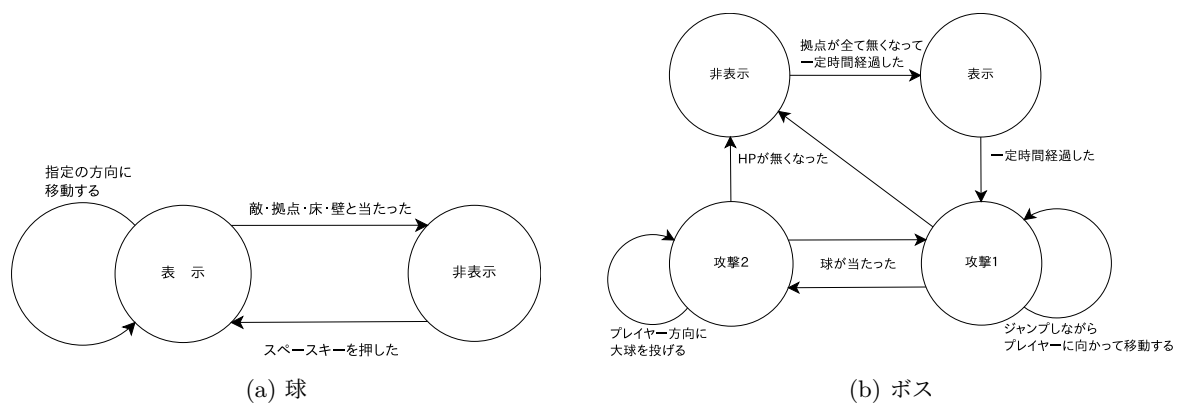 指定の方向に
移動する
敵・拠点・床・壁と当たった
表　示
非表示
スペースキーを押した
(a) 球
拠点が全て無くなって
一定時間経過した
非表示
表示
HPが無くなった
一定時間経過した
攻撃2
球が当たった
攻撃1
プレイヤー方向に
大球を投げる
ジャンプしながら
プレイヤーに向かって移動する
(b) ボス